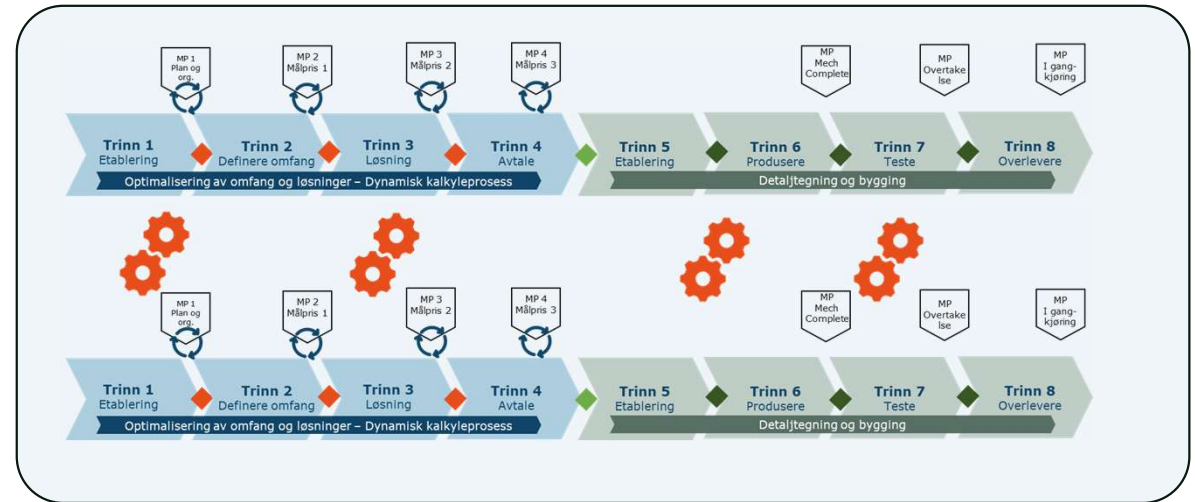 MP 1
Plan og
org.
MP 2
Målpris 1
MP 3
Målpris 2
MP 4
Målpris 3
MP
Mech
Complete
MP
Overtake
lse
MP
I gang-
kjøring
Trinn 1
Etablering
Trinn 2
Definere omfang
Trinn 3
Løsning
Trinn 4
Avtale
Trinn 5
Etablering
Trinn 6
Produsere
Trinn 7
Teste
Trinn 8
Overlevere
Optimalisering av omfang og løsninger – Dynamisk kalkyleprosess
Detaljtegning og bygging
MP 1
Plan og
org.
MP 2
Målpris 1
MP 3
Målpris 2
MP 4
Målpris 3
MP
Mech
Complete
MP
Overtake
lse
MP
I gang-
kjøring
Trinn 1
Etablering
Trinn 2
Definere omfang
Trinn 3
Løsning
Trinn 4
Avtale
Trinn 5
Etablering
Trinn 6
Produsere
Trinn 7
Teste
Trinn 8
Overlevere
Optimalisering av omfang og løsninger – Dynamisk kalkyleprosess
Detaljtegning og bygging